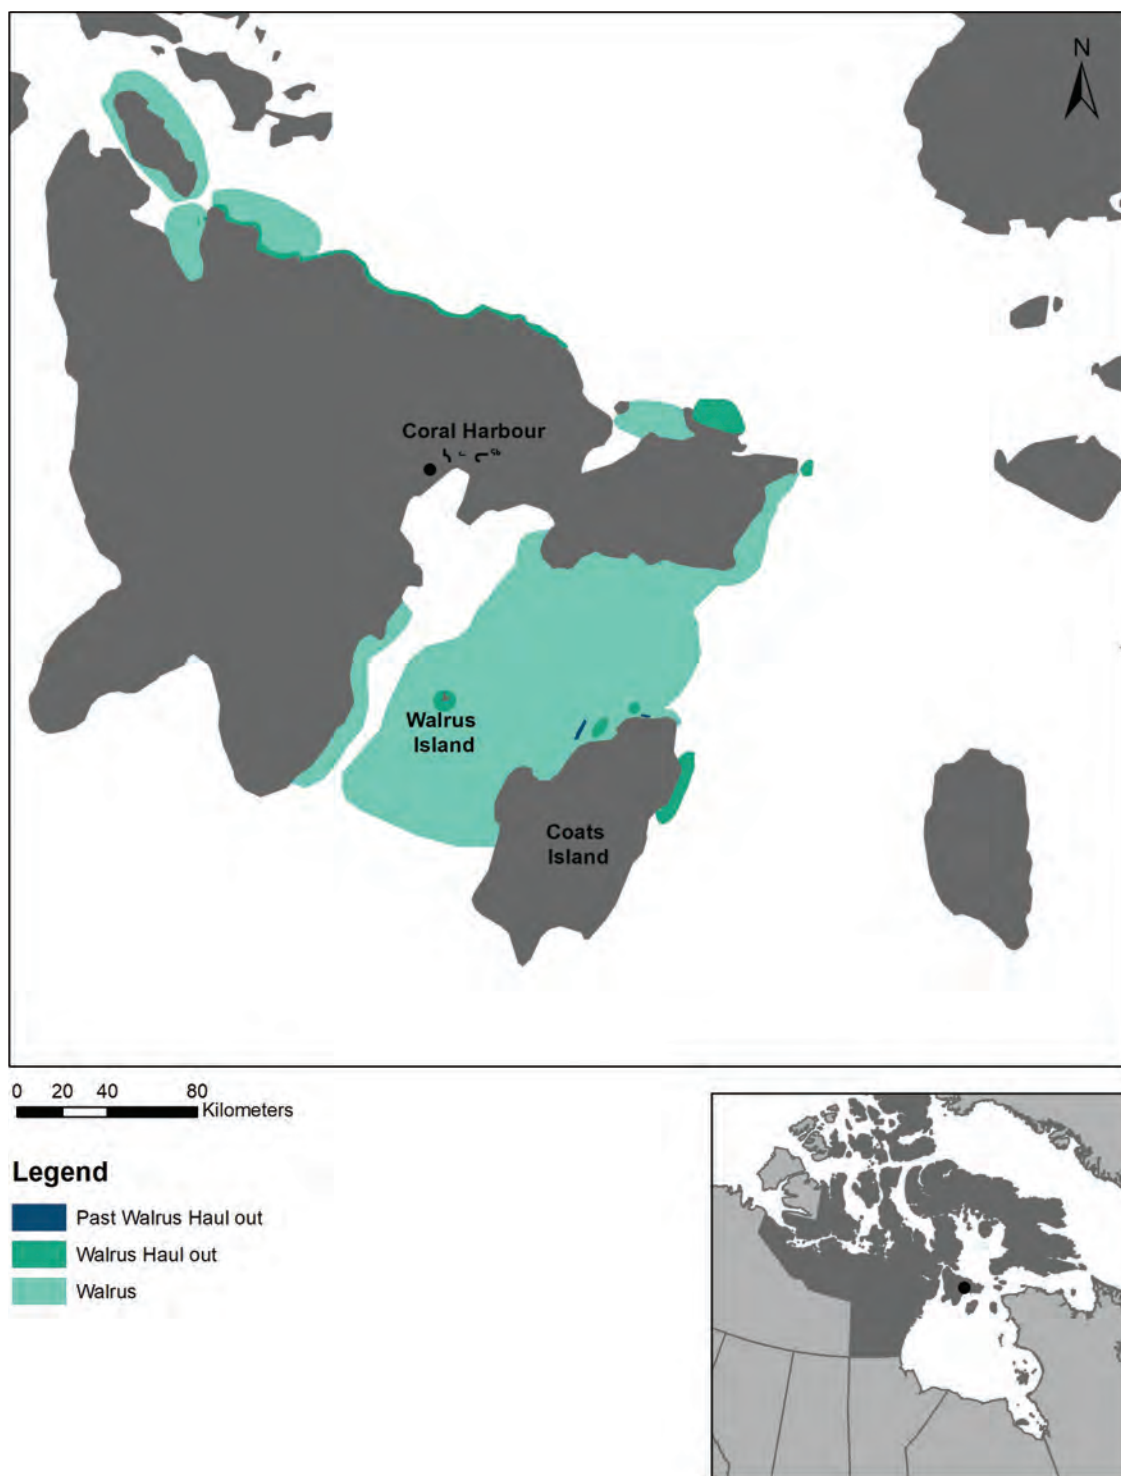 N
Coral Harbour
Walrus
Island
Coats
Island
0 20 40 80
Kilometers
Legend
Past Walrus Haul out
Walrus Haul out
Walrus